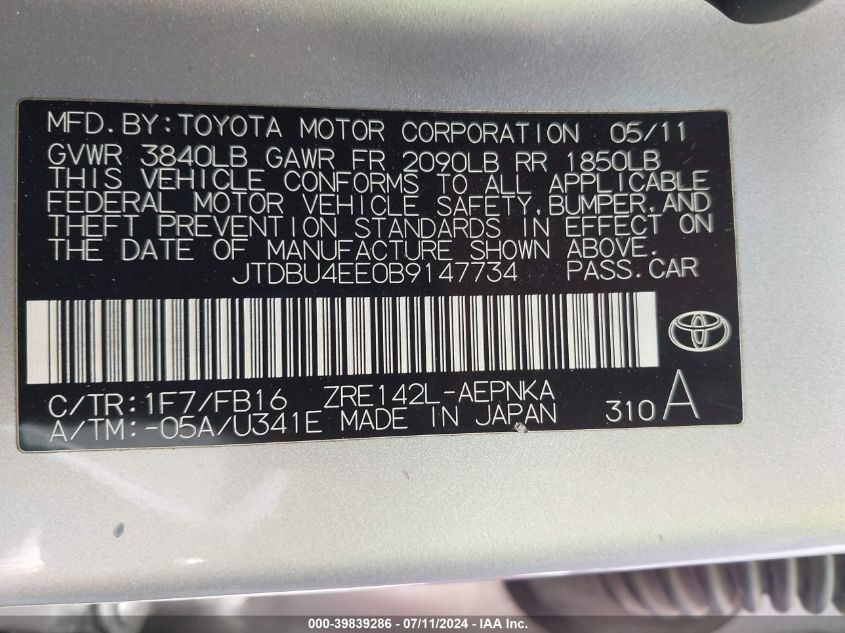 MFD.BY:TOYOTA MOTOR CORPORATION 05/11
GVWR 3840LB GAWR FR 2090LB RR 1850LB
THIS VEHICLE CONFORMS TO ALL APPLICABLE
FEDERAL MOTOR VEHICLE SAFETY,BUMPER,AND
THEFT PREVENTION STANDARDS IN EFFECT ON
THE DATE OF MANUFACTURE SHOWN ABOVE.
JTDBU4EE0B9147734 PASS.CAR
C/TR:1F7/FB16 ZRE142L-AEPNKA
A/TM:-05A/U341E MADE IN JAPAN 310 A
000-39839286 - 07/11/2024 - IAA Inc.